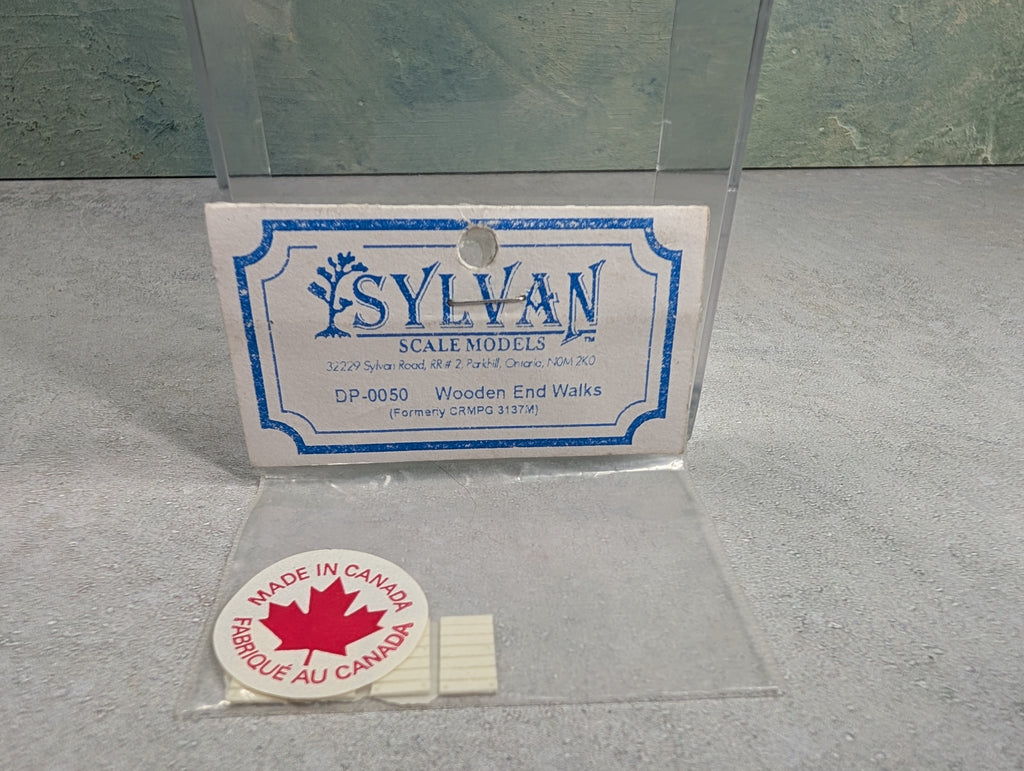 SYLVAN
™
SCALE MODELS
32229 Sylvan Road, RR # 2, Parkhill, Ontario, N0M 2K0
DP-0050 Wooden End Walks
(Formerly CRMPG 3137M)
MADE IN CANADA
FABRIQUÉ AU CANADA